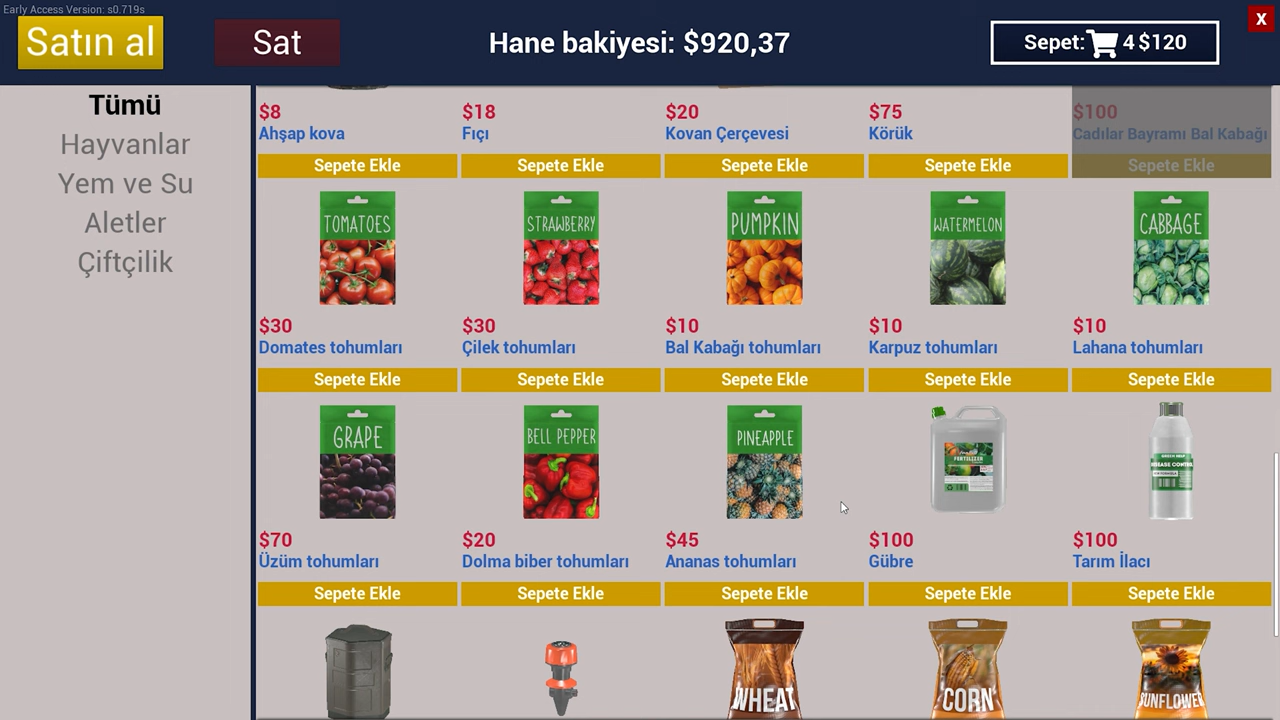 Early Access Version: s0.719s
Satın al
Sat
Hane bakiyesi: $920,37
Sepet: 4 $120
X
Tümü
Hayvanlar
Yem ve Su
Aletler
Çiftçilik
$8
Ahşap kova
Sepete Ekle
$18
Fıçı
Sepete Ekle
$20
Kovan Çerçevesi
Sepete Ekle
$75
Körük
Sepete Ekle
$100
Cadılar Bayramı Bal Kabağı
Sepete Ekle
TOMATOES
$30
Domates tohumları
Sepete Ekle
STRAWBERRY
$30
Çilek tohumları
Sepete Ekle
PUMPKIN
$10
Bal Kabağı tohumları
Sepete Ekle
WATERMELON
$10
Karpuz tohumları
Sepete Ekle
CABBAGE
$10
Lahana tohumları
Sepete Ekle
GRAPE
$70
Üzüm tohumları
Sepete Ekle
BELL PEPPER
$20
Dolma biber tohumları
Sepete Ekle
PINEAPPLE
$45
Ananas tohumları
Sepete Ekle
FERTILIZER
$100
Gübre
Sepete Ekle
$100
Tarım İlacı
Sepete Ekle
WHEAT
CORN
SUNFLOWER